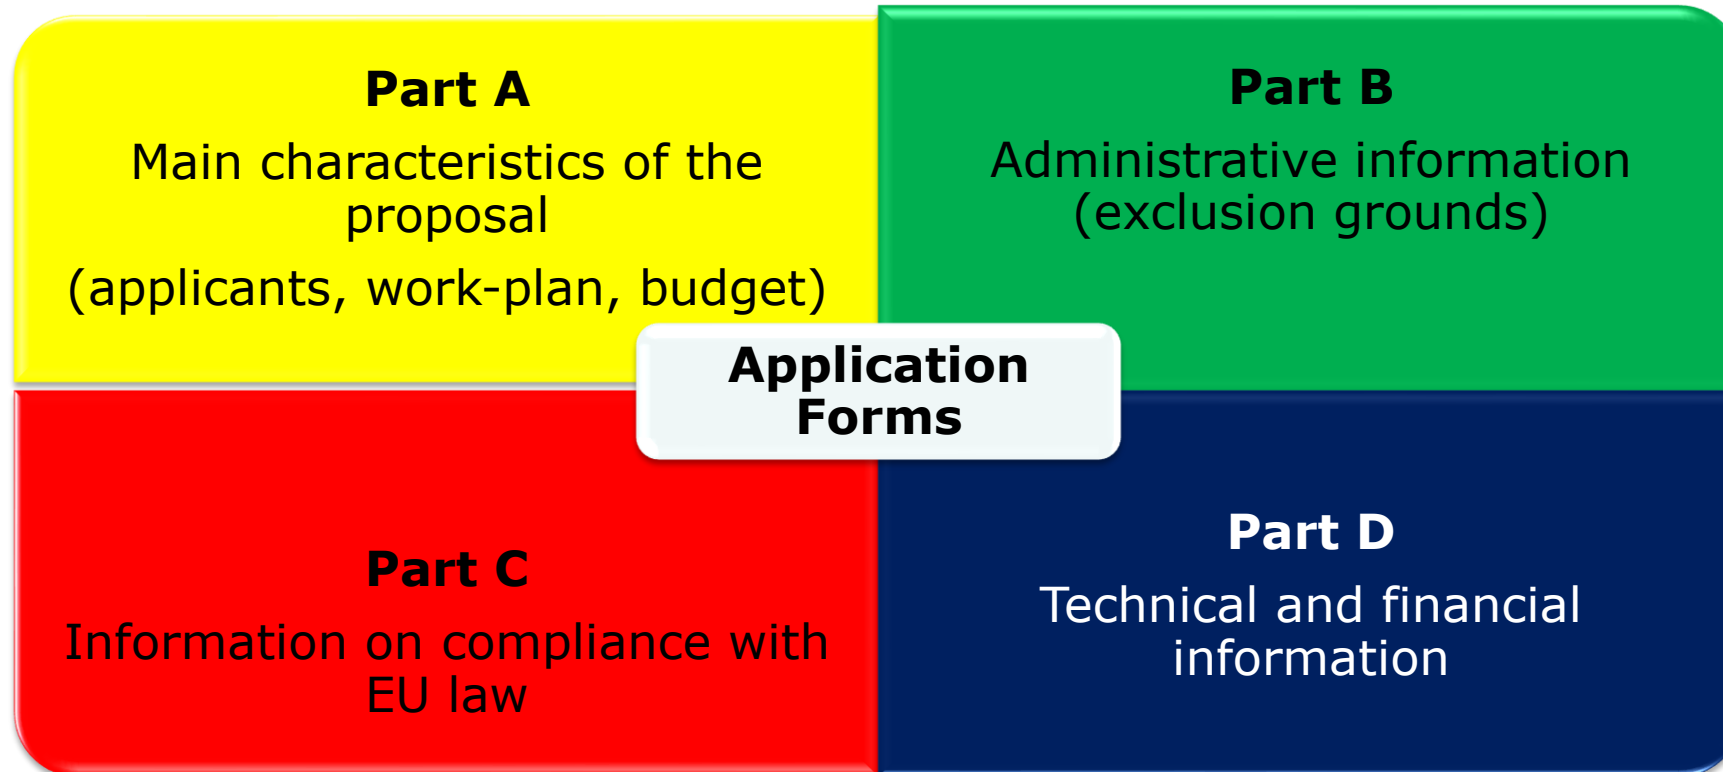 Part A
Main characteristics of the
proposal
(applicants, work-plan, budget)
Part B
Administrative information
(exclusion grounds)
Application
Forms
Part C
Information on compliance with
EU law
Part D
Technical and financial
information